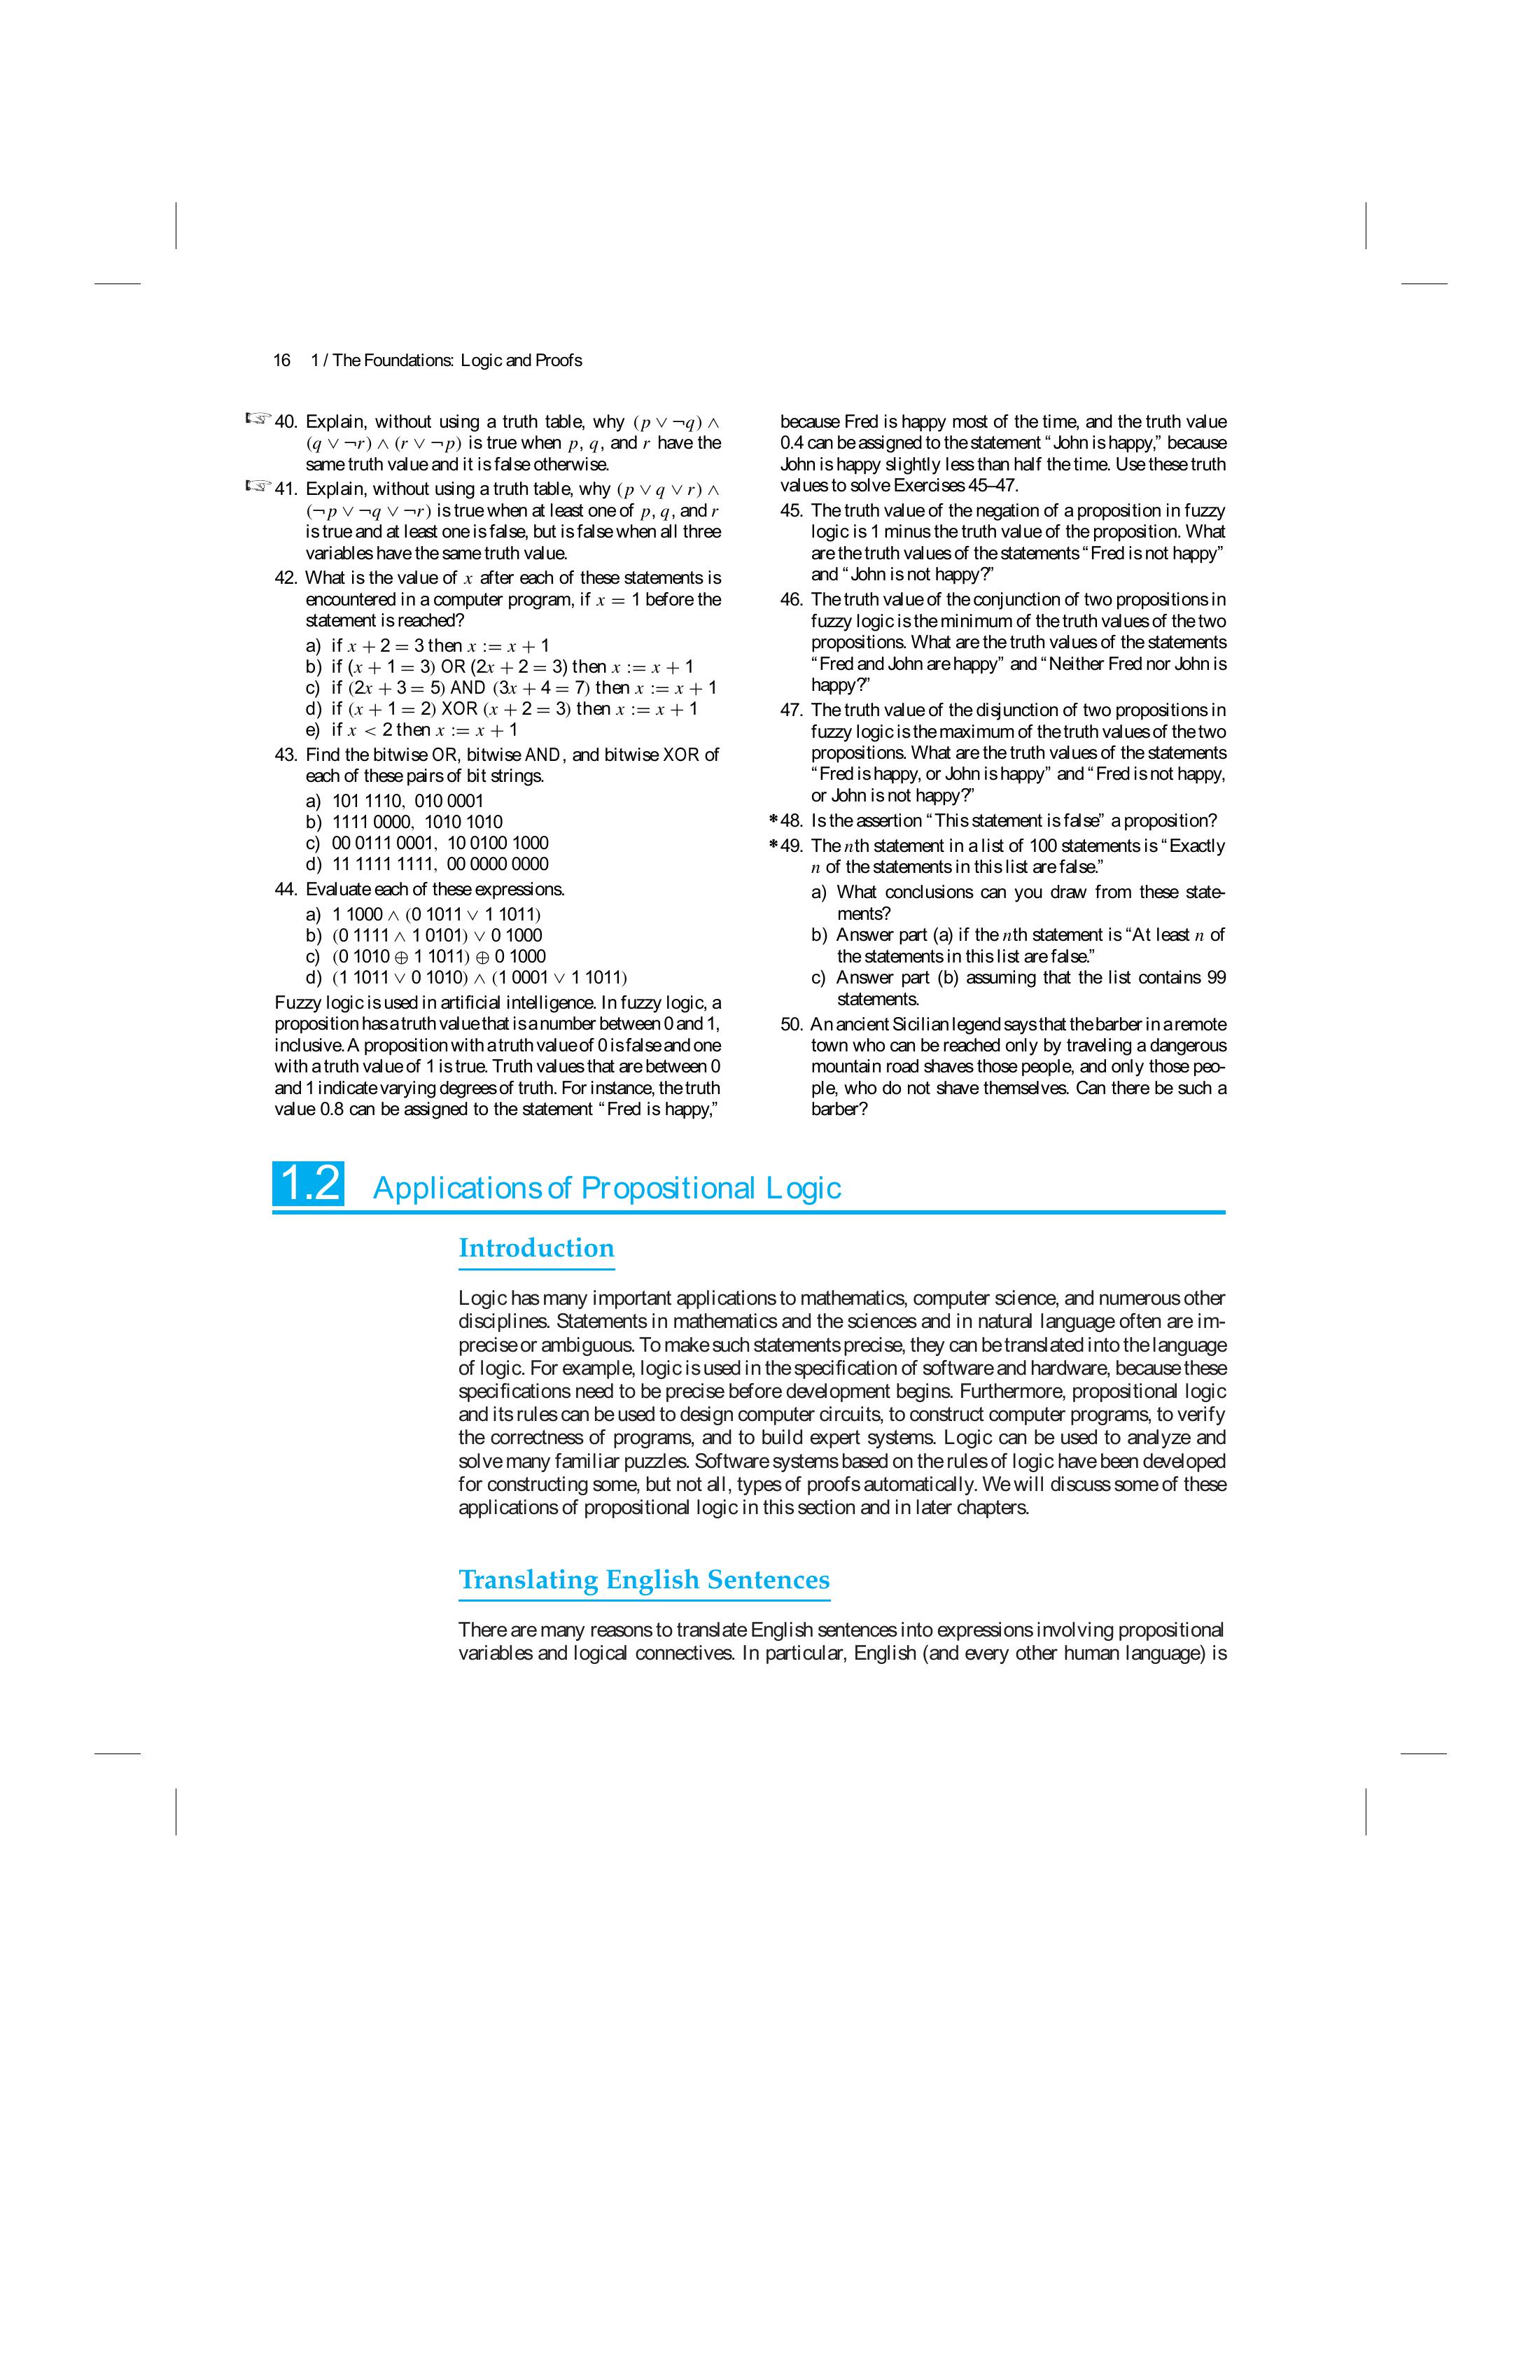 16 1 / The Foundations: Logic and Proofs
☞ 40. Explain, without using a truth table, why (p ∨ ¬q) ∧
(q ∨ ¬r) ∧ (r ∨ ¬p) is true when p, q, and r have the
same truth value and it is false otherwise.
☞ 41. Explain, without using a truth table, why (p ∨ q ∨ r) ∧
(¬p ∨ ¬q ∨ ¬r) is true when at least one of p, q, and r
is true and at least one is false, but is false when all three
variables have the same truth value.
42. What is the value of x after each of these statements is
encountered in a computer program, if x = 1 before the
statement is reached?
a) if x + 2 = 3 then x := x + 1
b) if (x + 1 = 3) OR (2x + 2 = 3) then x := x + 1
c) if (2x + 3 = 5) AND (3x + 4 = 7) then x := x + 1
d) if (x + 1 = 2) XOR (x + 2 = 3) then x := x + 1
e) if x < 2 then x := x + 1
43. Find the bitwise OR, bitwise AND, and bitwise XOR of
each of these pairs of bit strings.
a) 101 1110, 010 0001
b) 1111 0000, 1010 1010
c) 00 0111 0001, 10 0100 1000
d) 11 1111 1111, 00 0000 0000
44. Evaluate each of these expressions.
a) 1 1000 ∧ (0 1011 ∨ 1 1011)
b) (0 1111 ∧ 1 0101) ∨ 0 1000
c) (0 1010 ⊕ 1 1011) ⊕ 0 1000
d) (1 1011 ∨ 0 1010) ∧ (1 0001 ∨ 1 1011)
Fuzzy logic is used in artificial intelligence. In fuzzy logic, a
proposition has a truth value that is a number between 0 and 1,
inclusive. A proposition with a truth value of 0 is false and one
with a truth value of 1 is true. Truth values that are between 0
and 1 indicate varying degrees of truth. For instance, the truth
value 0.8 can be assigned to the statement “Fred is happy,”
because Fred is happy most of the time, and the truth value
0.4 can be assigned to the statement “John is happy,” because
John is happy slightly less than half the time. Use these truth
values to solve Exercises 45–47.
45. The truth value of the negation of a proposition in fuzzy
logic is 1 minus the truth value of the proposition. What
are the truth values of the statements “Fred is not happy”
and “John is not happy?”
46. The truth value of the conjunction of two propositions in
fuzzy logic is the minimum of the truth values of the two
propositions. What are the truth values of the statements
“Fred and John are happy” and “Neither Fred nor John is
happy?”
47. The truth value of the disjunction of two propositions in
fuzzy logic is the maximum of the truth values of the two
propositions. What are the truth values of the statements
“Fred is happy, or John is happy” and “Fred is not happy,
or John is not happy?”
*48. Is the assertion “This statement is false” a proposition?
*49. The nth statement in a list of 100 statements is “Exactly
n of the statements in this list are false.”
a) What conclusions can you draw from these state-
ments?
b) Answer part (a) if the nth statement is “At least n of
the statements in this list are false.”
c) Answer part (b) assuming that the list contains 99
statements.
50. An ancient Sicilian legend says that the barber in a remote
town who can be reached only by traveling a dangerous
mountain road shaves those people, and only those peo-
ple, who do not shave themselves. Can there be such a
barber?
1.2 Applications of Propositional Logic
Introduction
Logic has many important applications to mathematics, computer science, and numerous other
disciplines. Statements in mathematics and the sciences and in natural language often are im-
precise or ambiguous. To make such statements precise, they can be translated into the language
of logic. For example, logic is used in the specification of software and hardware, because these
specifications need to be precise before development begins. Furthermore, propositional logic
and its rules can be used to design computer circuits, to construct computer programs, to verify
the correctness of programs, and to build expert systems. Logic can be used to analyze and
solve many familiar puzzles. Software systems based on the rules of logic have been developed
for constructing some, but not all, types of proofs automatically. We will discuss some of these
applications of propositional logic in this section and in later chapters.
Translating English Sentences
There are many reasons to translate English sentences into expressions involving propositional
variables and logical connectives. In particular, English (and every other human language) is